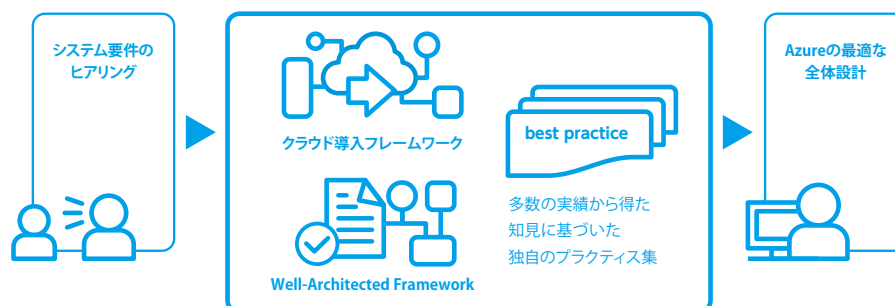 システム要件の
ヒアリング
クラウド導入フレームワーク
Well-Architected Framework
best practice
多数の実績から得た
知見に基づいた
独自のプラクティス集
Azureの最適な
全体設計